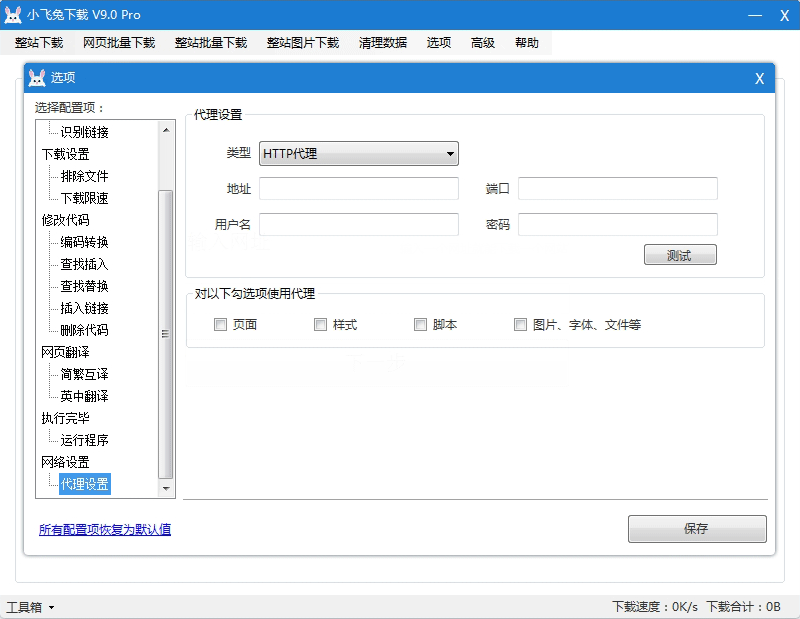 小飞兔下载 V9.0 Pro
整站下载 网页批量下载 整站批量下载 整站图片下载 清理数据 选项 高级 帮助
选项
选择配置项：
识别链接
下载设置
排除文件
下载限速
修改代码
编码转换
查找插入
查找替换
插入链接
删除代码
网页翻译
简繁互译
英中翻译
执行完毕
运行程序
网络设置
代理设置
所有配置项恢复为默认值
代理设置
类型 HTTP代理
地址 端口
用户名 密码
测试
对以下勾选项使用代理
页面 样式 脚本 图片、字体、文件等
保存
工具箱 下载速度：0K/s 下载合计：0B